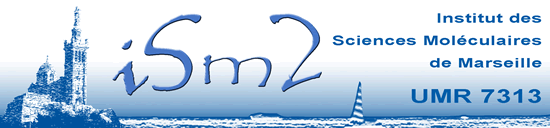 iSm2
Institut des
Sciences Moléculaires
de Marseille
UMR 7313